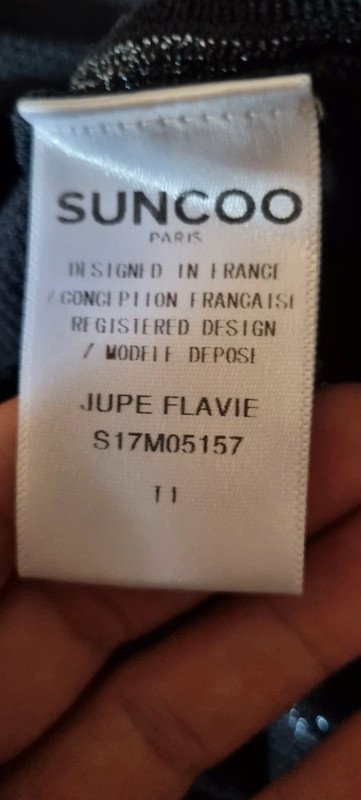 SUNCOO
PARIS
DESIGNED IN FRANCE
/ CONCEPTION FRANCAISE
REGISTERED DESIGN
/ MODELE DEPOSE
JUPE FLAVIE
S17M05157
T1